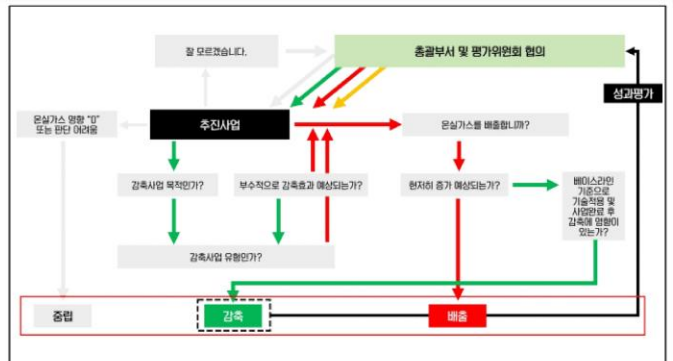 잘 모르겠습니다.
총괄부서 및 평가위원회 협의
성과평가
온실가스 영향 "0"
또는 판단 어려움
추진사업
온실가스를 배출합니까?
감축사업 목적인가?
부수적으로 감축효과 예상되는가?
현저히 증가 예상되는가?
베이스라인
기준으로
기술적용 및
사업완료 후
감축에 영향이
있는가?
감축사업 유형인가?
중립
감축
배출